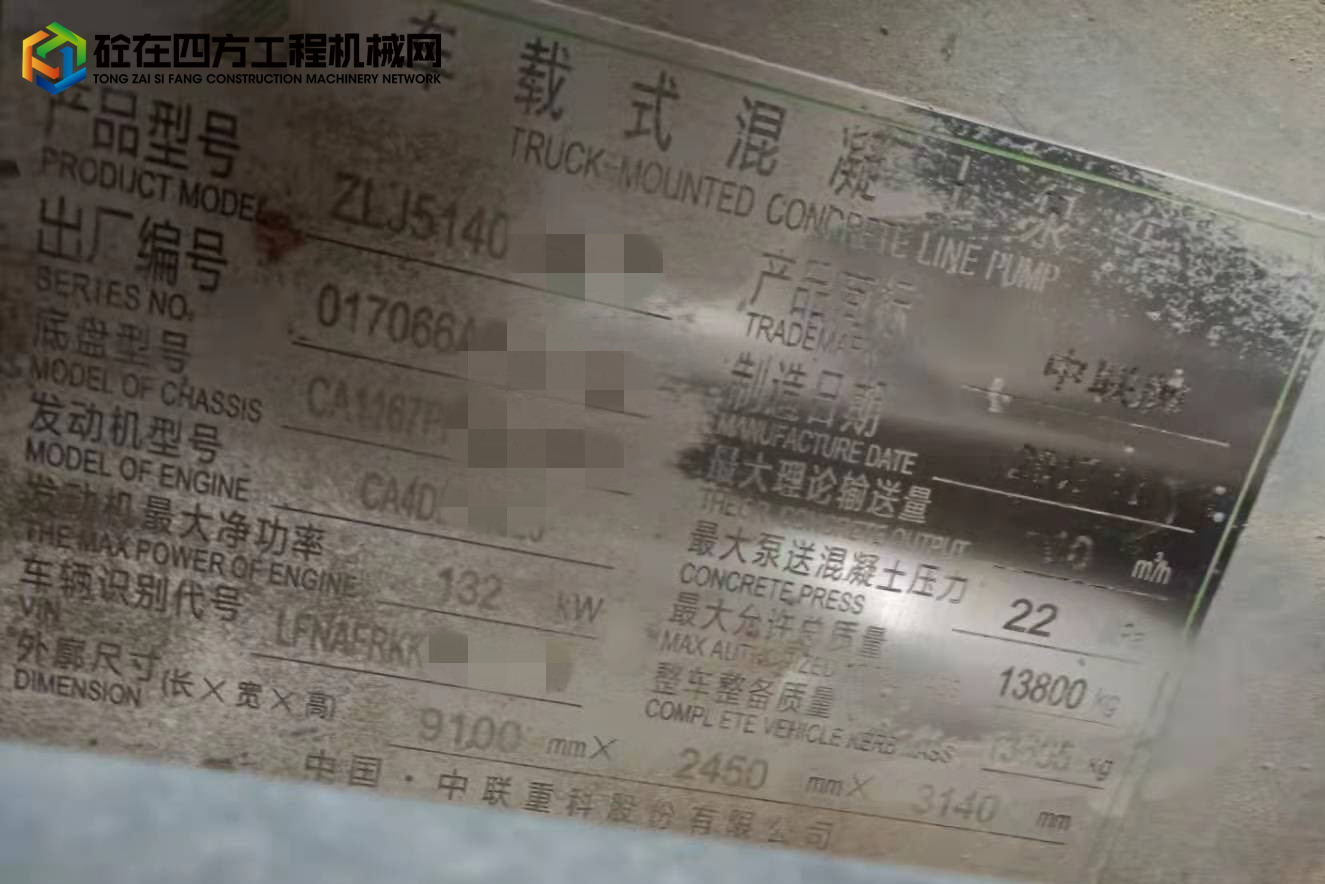 砼在四方工程机械网
TONG ZAI SI FANG CONSTRUCTION MACHINERY NETWORK
车载式混凝土泵车
TRUCK-MOUNTED CONCRETE LINE PUMP
产品型号 ZLJ5140
PRODUCT MODEL
出厂编号 017066A
SERIES NO.
底盘型号
MODEL OF CHASSIS
发动机型号 CA4D
MODEL OF ENGINE
发动机最大净功率 132 kW
THE MAX POWER OF ENGINE
车辆识别代号 LFNAFRKK
VIN
外廓尺寸(长×宽×高) 9100 mm× 2450 mm× 3140 mm
DIMENSION
产品商标 中联牌
TRADEMARK
制造日期
MANUFACTURE DATE
最大理论输送量 m³/h
CONCRETE OUTPUT
最大泵送混凝土压力 22
CONCRETE PRESS
最大允许总质量 13800 kg
MAX
整车整备质量 kg
COMPLETE VEHICLE KERB MASS
中国·中联重科股份有限公司